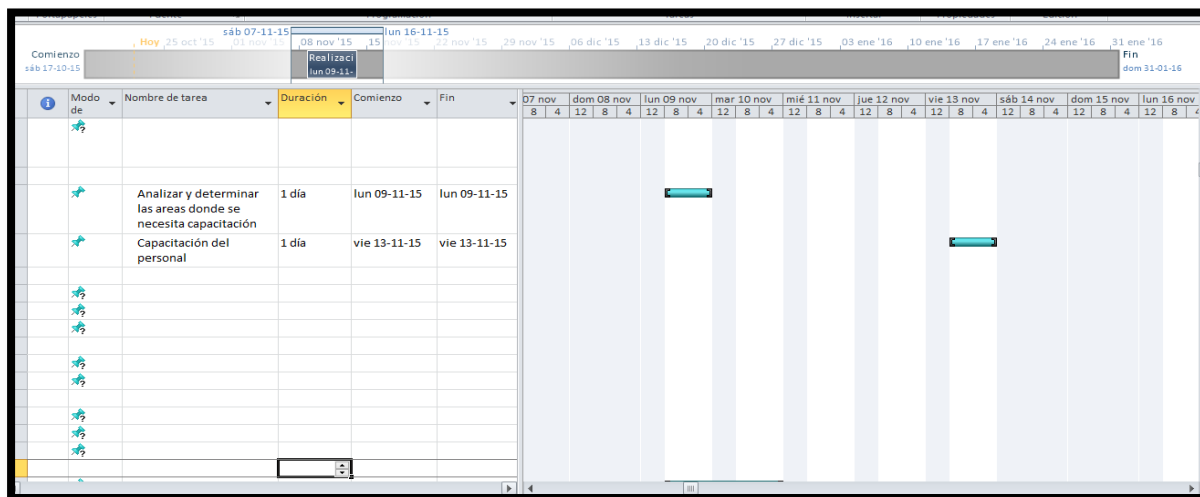 Portapapeles Fuente Programación Tareas Insertar Propiedades Edición
sáb 07-11-15 lun 16-11-15
Hoy 25 oct '15 01 nov '15 08 nov '15 15 nov '15 22 nov '15 29 nov '15 06 dic '15 13 dic '15 20 dic '15 27 dic '15 03 ene '16 10 ene '16 17 ene '16 24 ene '16 31 ene '16
Comienzo
sáb 17-10-15
Realizaci
lun 09-11-
Fin
dom 31-01-16
Modo de
Nombre de tarea
Duración
Comienzo
Fin
07 nov dom 08 nov lun 09 nov mar 10 nov mié 11 nov jue 12 nov vie 13 nov sáb 14 nov dom 15 nov lun 16 nov
8 4 12 8 4 12 8 4 12 8 4 12 8 4 12 8 4 12 8 4 12 8 4 12 8 4 12 8 4
Analizar y determinar 1 día lun 09-11-15 lun 09-11-15
las areas donde se
necesita capacitación
Capacitación del 1 día vie 13-11-15 vie 13-11-15
personal